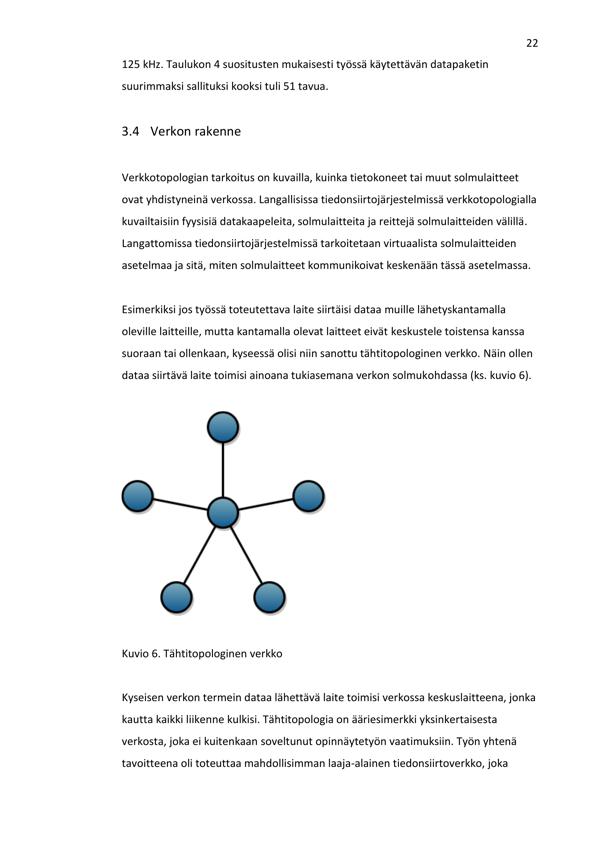 22
125 kHz. Taulukon 4 suositusten mukaisesti työssä käytettävän datapaketin
suurimmaksi sallituksi kooksi tuli 51 tavua.
3.4 Verkon rakenne
Verkkotopologian tarkoitus on kuvailla, kuinka tietokoneet tai muut solmulaitteet
ovat yhdistyneinä verkossa. Langallisissa tiedonsiirtojärjestelmissä verkkotopologialla
kuvailtaisiin fyysisiä datakaapeleita, solmulaitteita ja reittejä solmulaitteiden välillä.
Langattomissa tiedonsiirtojärjestelmissä tarkoitetaan virtuaalista solmulaitteiden
asetelmaa ja sitä, miten solmulaitteet kommunikoivat keskenään tässä asetelmassa.
Esimerkiksi jos työssä toteutettava laite siirtäisi dataa muille lähetyskantamalla
oleville laitteille, mutta kantamalla olevat laitteet eivät keskustele toistensa kanssa
suoraan tai ollenkaan, kyseessä olisi niin sanottu tähtitopologinen verkko. Näin ollen
dataa siirtävä laite toimisi ainoana tukiasemana verkon solmukohdassa (ks. kuvio 6).
Kuvio 6. Tähtitopologinen verkko
Kyseisen verkon termein dataa lähettävä laite toimisi verkossa keskuslaitteena, jonka
kautta kaikki liikenne kulkisi. Tähtitopologia on ääriesimerkki yksinkertaisesta
verkosta, joka ei kuitenkaan soveltunut opinnäytetyön vaatimuksiin. Työn yhtenä
tavoitteena oli toteuttaa mahdollisimman laaja-alainen tiedonsiirtoverkko, joka